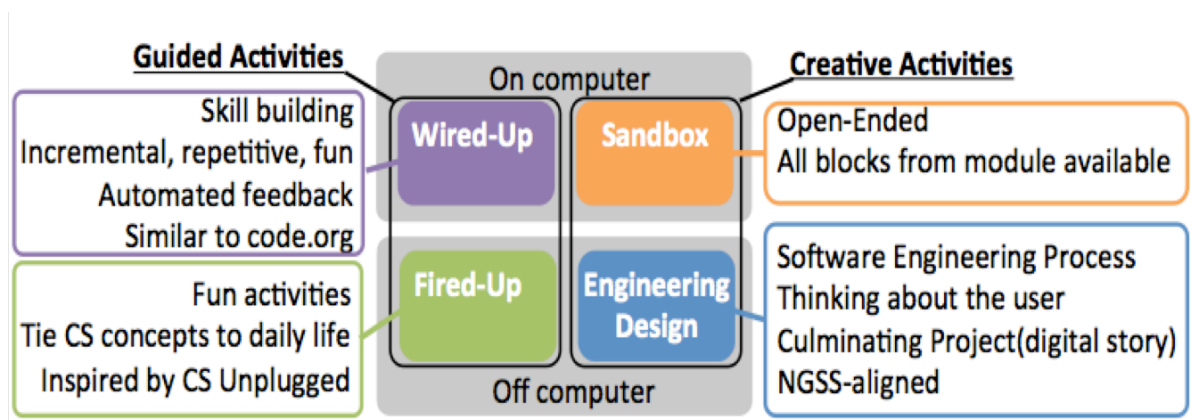 Guided Activities
On computer
Creative Activities
Skill building
Incremental, repetitive, fun
Automated feedback
Similar to code.org
Wired-Up
Sandbox
Open-Ended
All blocks from module available
Fun activities
Tie CS concepts to daily life
Inspired by CS Unplugged
Fired-Up
Engineering
Design
Software Engineering Process
Thinking about the user
Culminating Project(digital story)
NGSS-aligned
Off computer